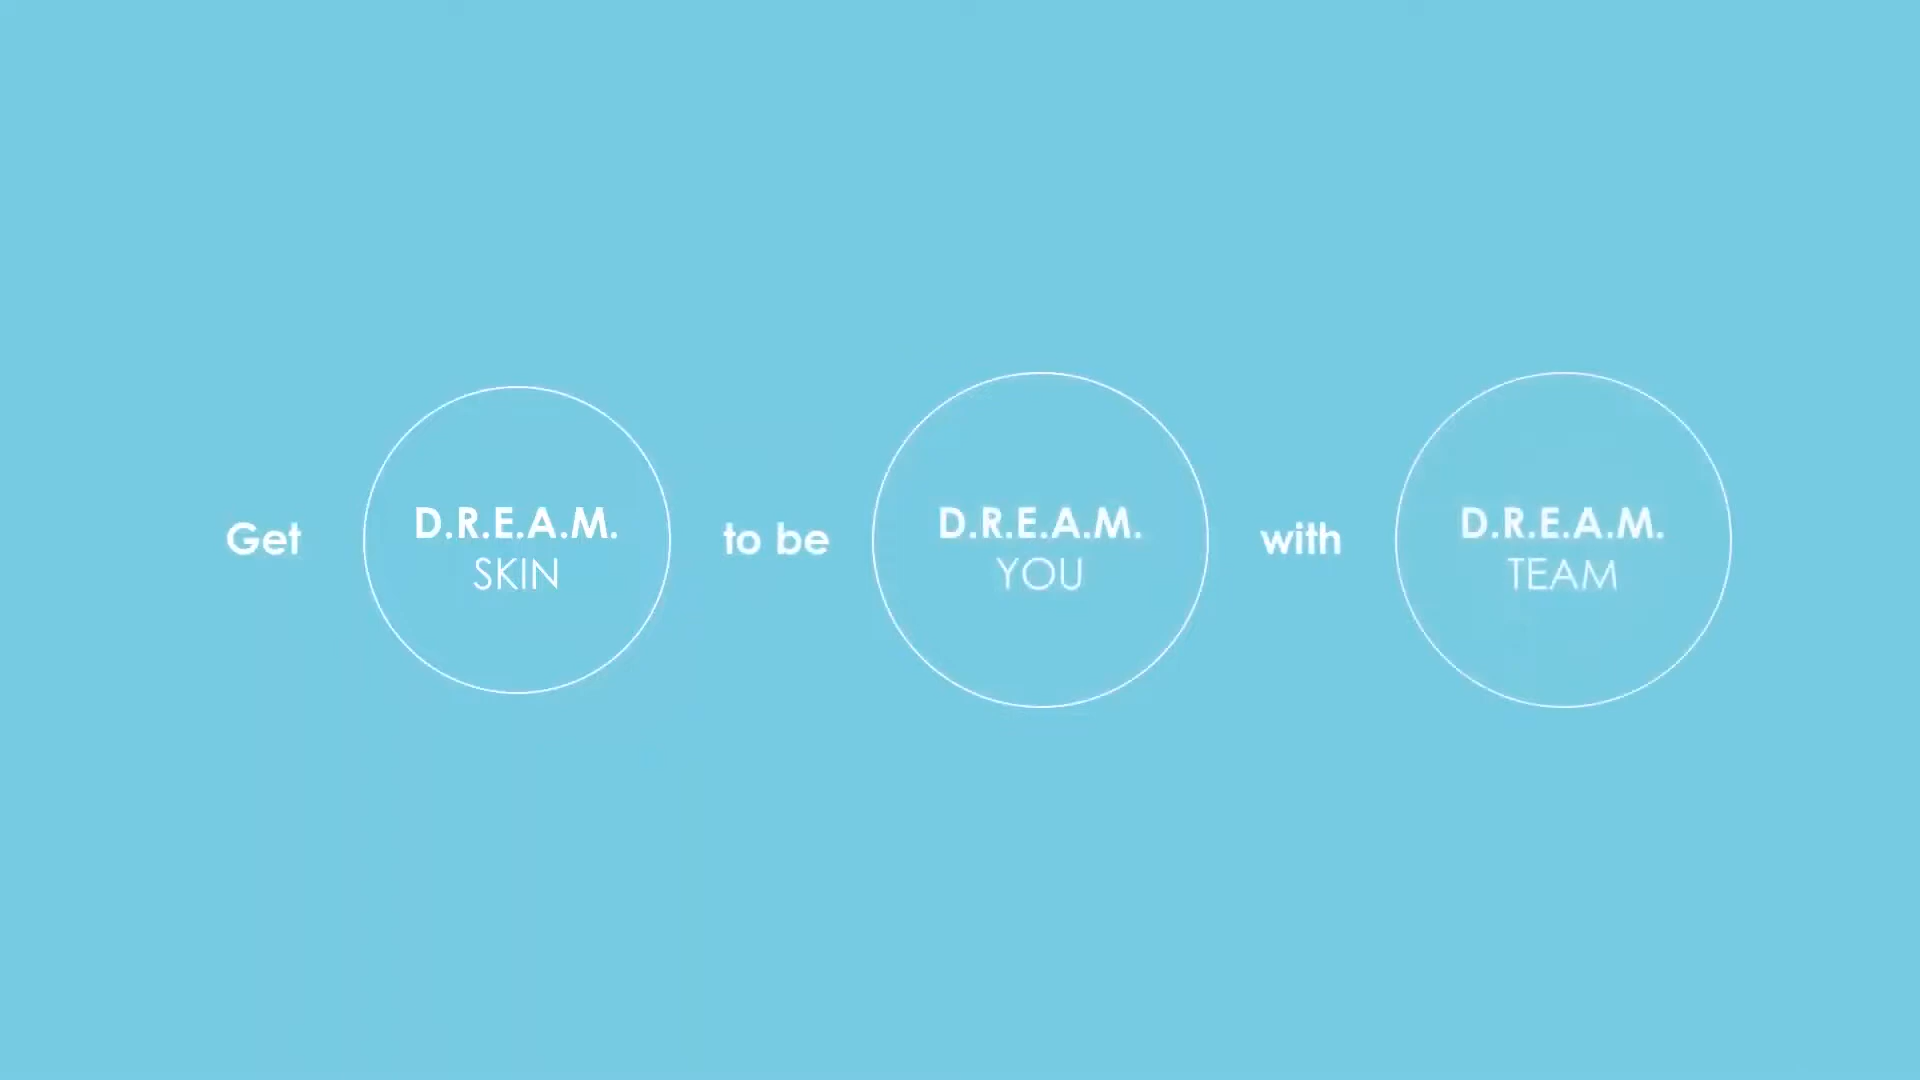 Get
D.R.E.A.M.
SKIN
to be
D.R.E.A.M.
YOU
with
D.R.E.A.M.
TEAM